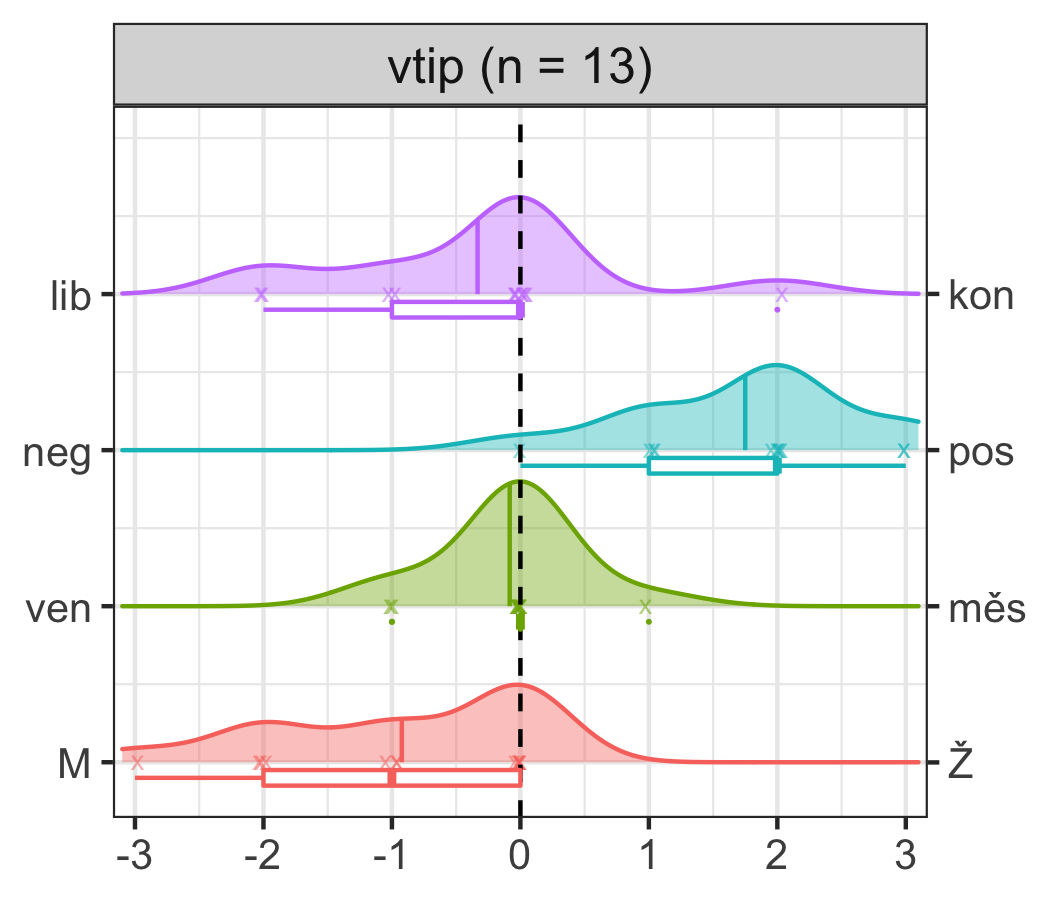 vtip (n = 13)
lib kon
neg pos
ven měs
M Ž
-3 -2 -1 0 1 2 3